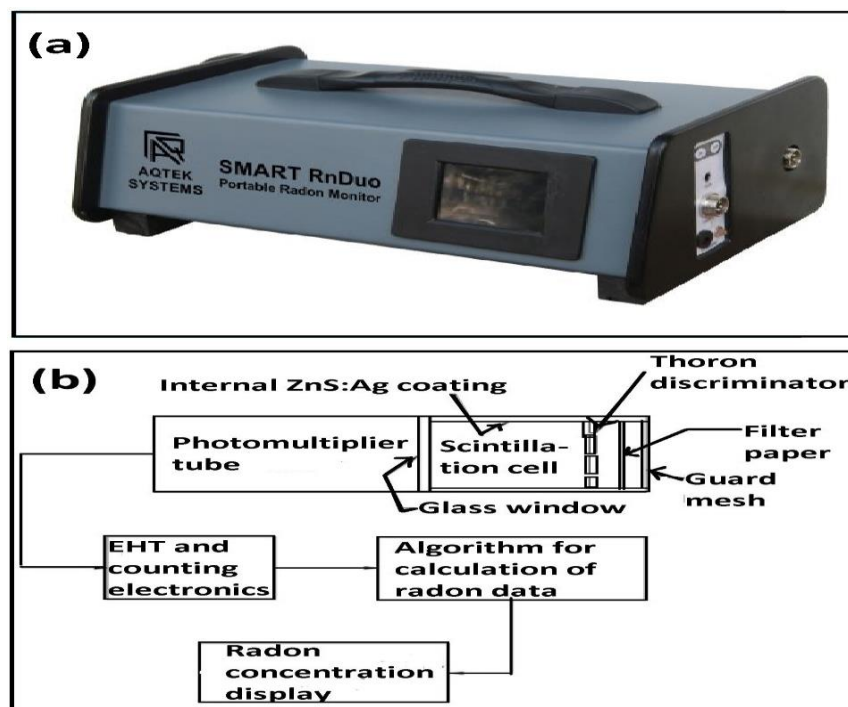 (a)
AQTEK
SYSTEMS
SMART RnDuo
Portable Radon Monitor
(b)
Internal ZnS:Ag coating
Thoron
discriminator
Photomultiplier
tube
Scintilla-
tion cell
Filter
paper
Guard
mesh
Glass window
EHT and
counting
electronics
Algorithm for
calculation of
radon data
Radon
concentration
display